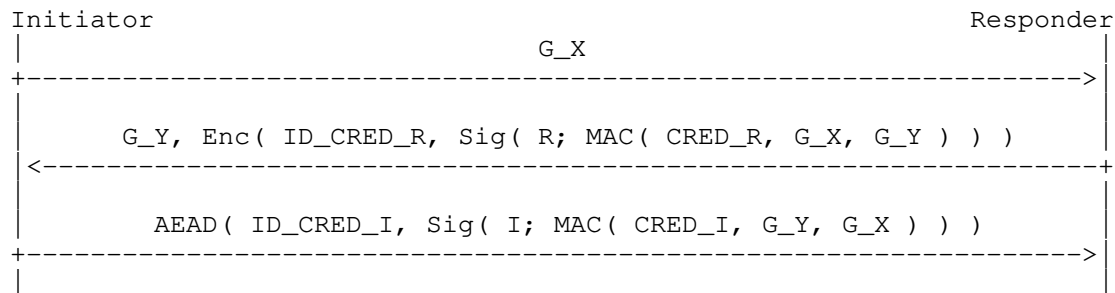 Initiator Responder
G_X
G_Y, Enc( ID_CRED_R, Sig( R; MAC( CRED_R, G_X, G_Y ) ) )
AEAD( ID_CRED_I, Sig( I; MAC( CRED_I, G_Y, G_X ) ) )